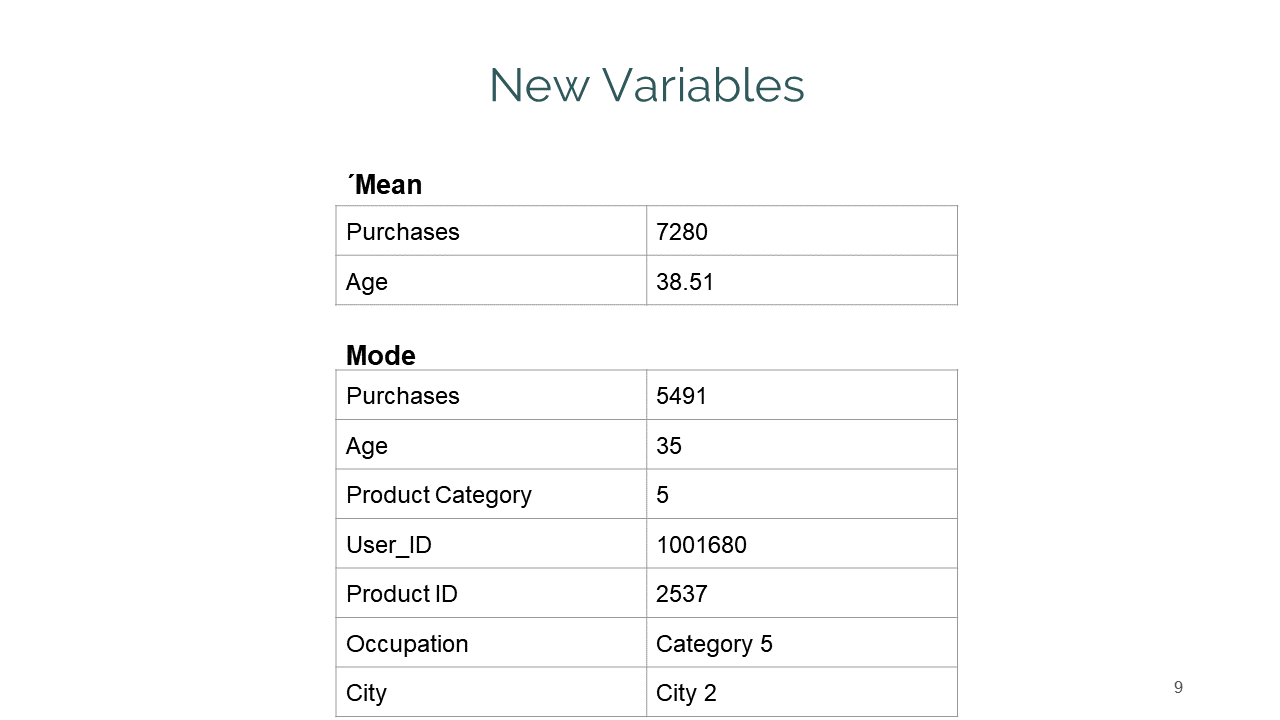 New Variables
´Mean
Purchases 7280
Age 38.51
Mode
Purchases 5491
Age 35
Product Category 5
User_ID 1001680
Product ID 2537
Occupation Category 5
City City 2
9